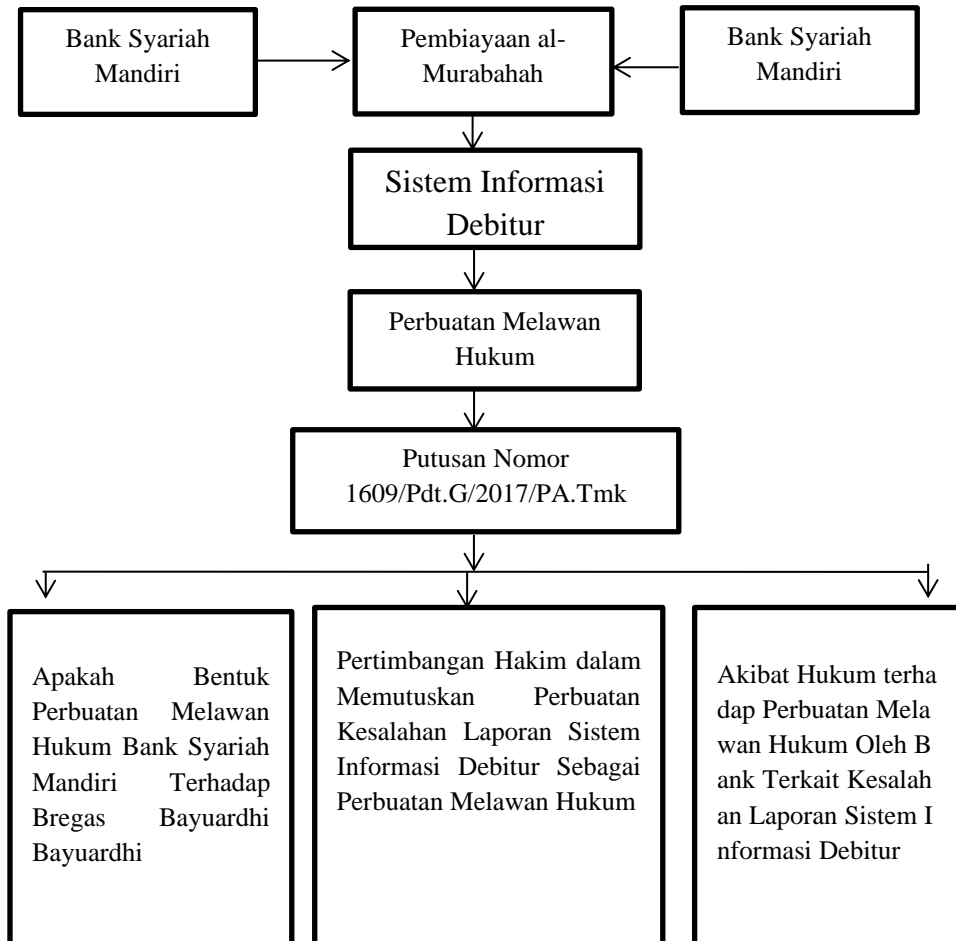 Bank Syariah
Mandiri
Pembiayaan al-
Murabahah
Bank Syariah
Mandiri
Sistem Informasi
Debitur
Perbuatan Melawan
Hukum
Putusan Nomor
1609/Pdt.G/2017/PA.Tmk
Apakah Bentuk
Perbuatan Melawan
Hukum Bank Syariah
Mandiri Terhadap
Bregas Bayuardhi
Bayuardhi
Pertimbangan Hakim dalam
Memutuskan Perbuatan
Kesalahan Laporan Sistem
Informasi Debitur Sebagai
Perbuatan Melawan Hukum
Akibat Hukum terha
dap Perbuatan Mela
wan Hukum Oleh B
ank Terkait Kesalah
an Laporan Sistem I
nformasi Debitur